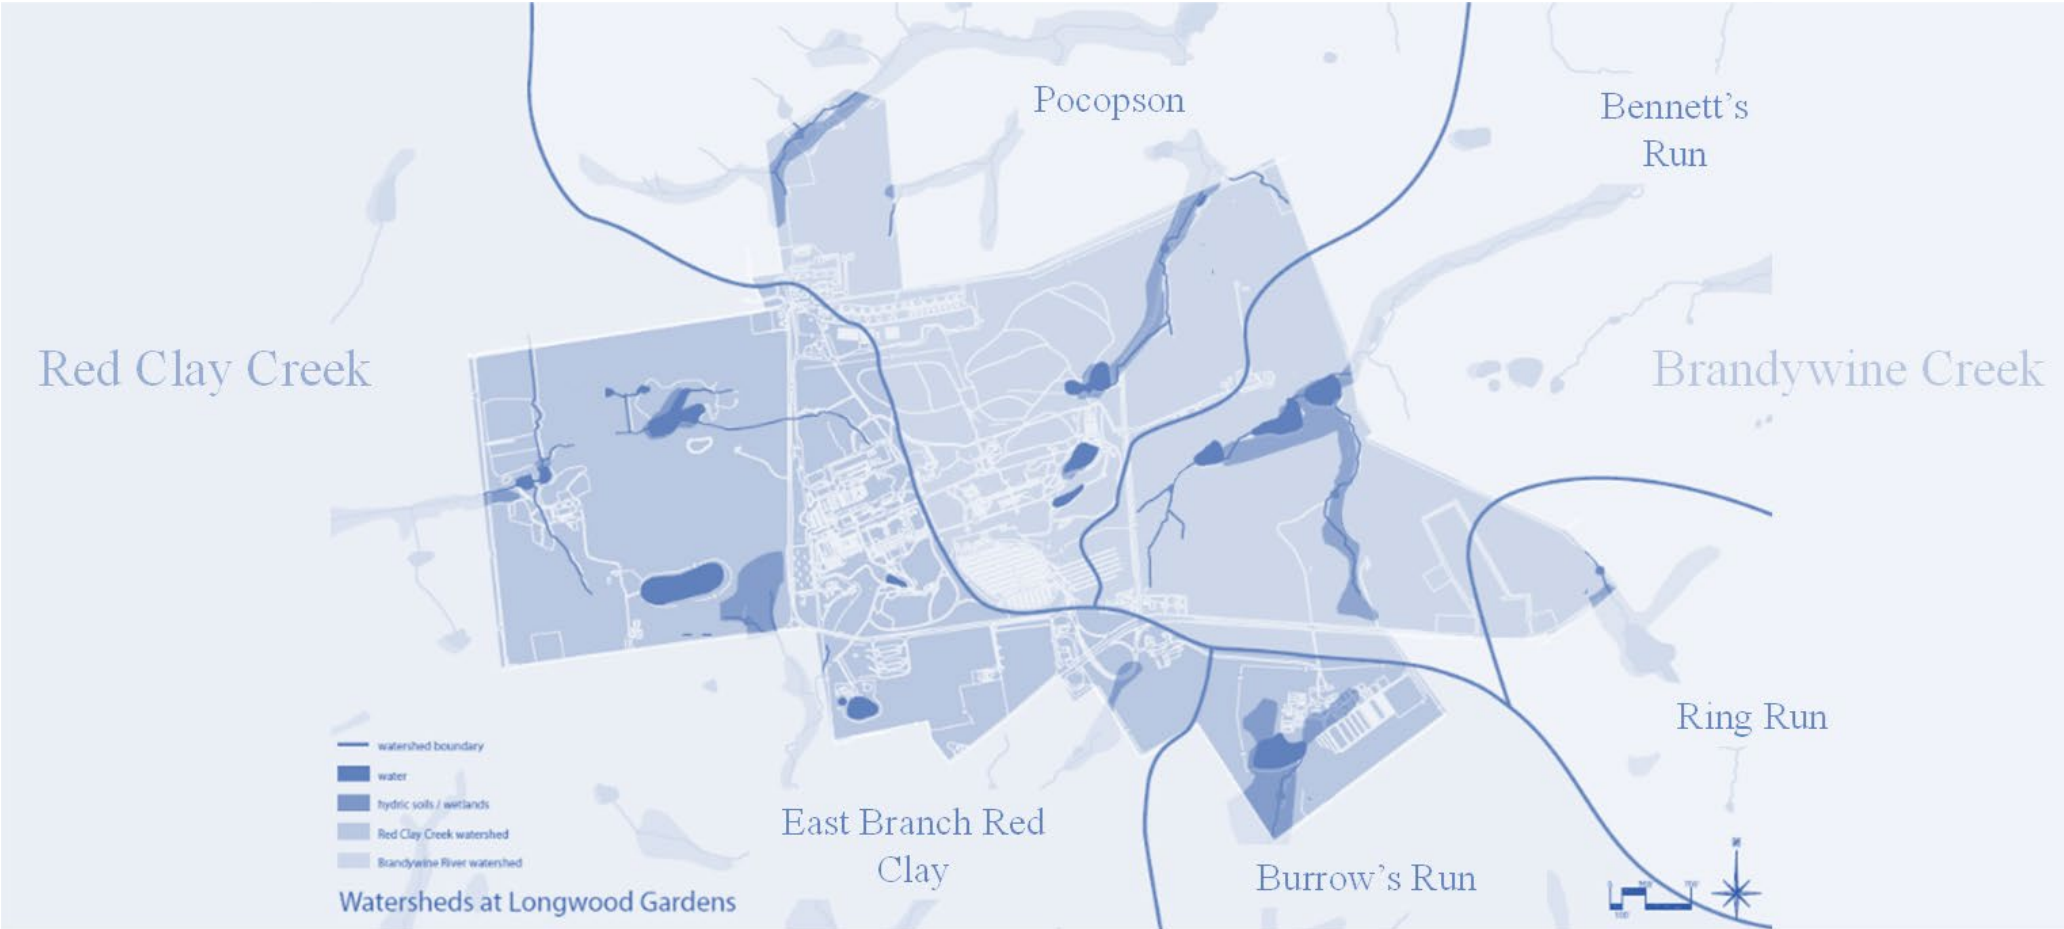 Pocopson
Bennett's
Run
Red Clay Creek
Brandywine Creek
Ring Run
watershed boundary
water
hydric soils / wetlands
Red Clay Creek watershed
Brandywine River watershed
Watersheds at Longwood Gardens
East Branch Red
Clay
Burrow's Run
N
0